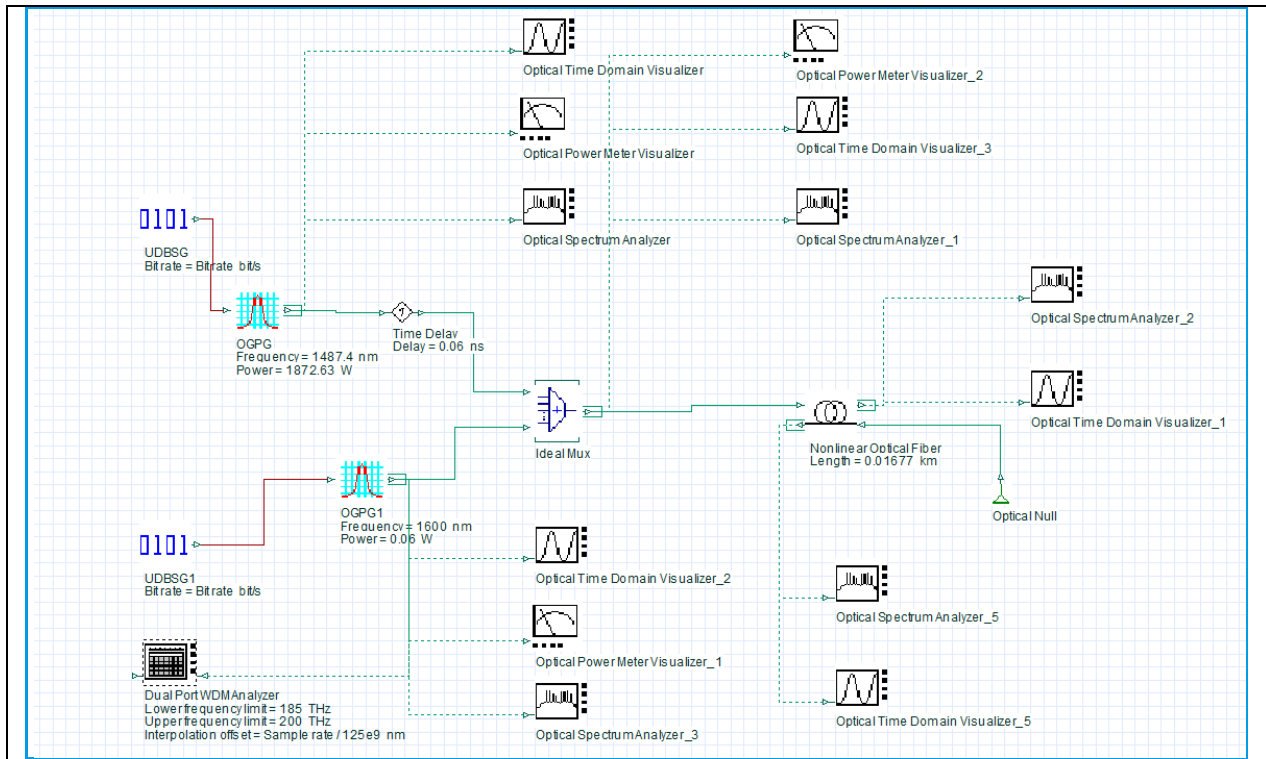 Optical Time Domain Visualizer
Optical Power Meter Visualizer_2
Optical Power Meter Visualizer
Optical Time Domain Visualizer_3
Optical Spectrum Analyzer
Optical Spectrum Analyzer_1
0101
UDBSG
Bitrate = Bitrate bit/s
OGPG
Frequency = 1487.4 nm
Power = 1872.63 W
Time Delay
Delay = 0.06 ns
Optical Spectrum Analyzer_2
Optical Time Domain Visualizer_1
Ideal Mux
Nonlinear Optical Fiber
Length = 0.01677 km
Optical Null
OGPG1
Frequency = 1600 nm
Power = 0.06 W
0101
UDBSG1
Bitrate = Bitrate bit/s
Optical Time Domain Visualizer_2
Optical Spectrum Analyzer_5
Optical Power Meter Visualizer_1
Dual Port WDM Analyzer
Lower frequency limit = 185 THz
Upper frequency limit = 200 THz
Interpolation offset = Sample rate / 125e9 nm
Optical Spectrum Analyzer_3
Optical Time Domain Visualizer_5